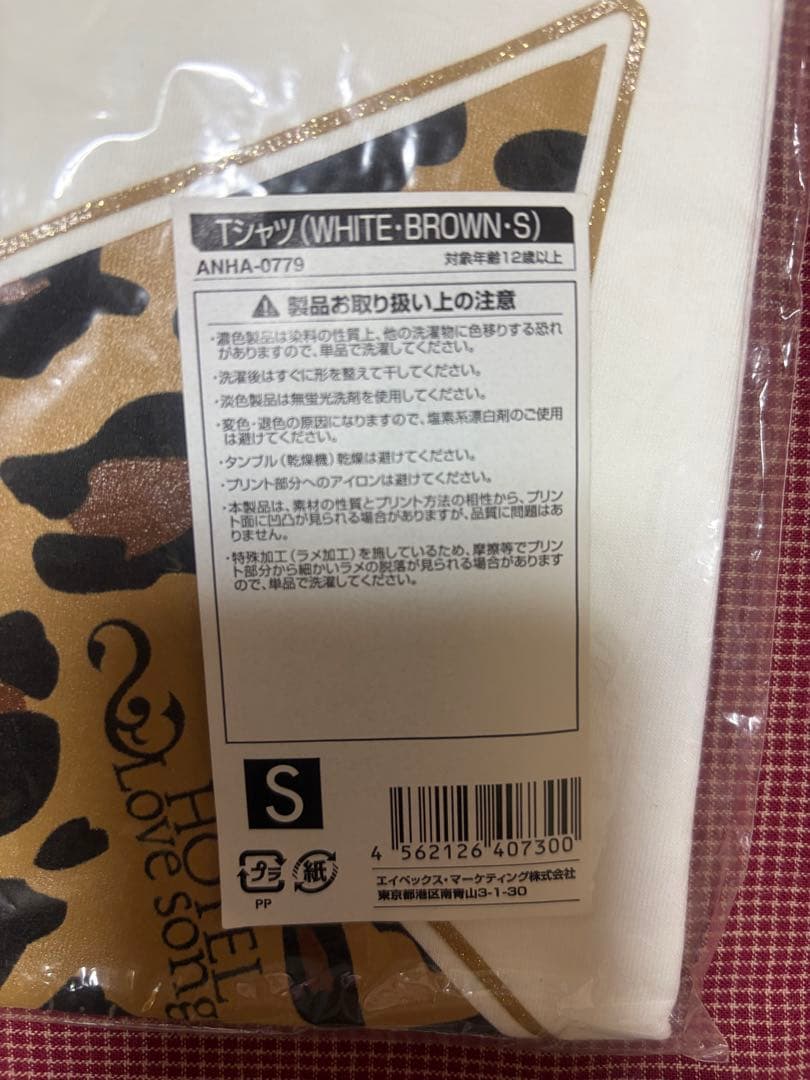 Tシャツ(WHITE・BROWN・S)
ANHA-0779 対象年齢12歳以上
製品お取り扱い上の注意
・濃色製品は染料の性質上、他の洗濯物に色移りする恐れ
がありますので、単品で洗濯してください。
・洗濯後はすぐに形を整えて干してください。
・淡色製品は無蛍光洗剤を使用してください。
・変色・退色の原因になりますので、塩素系漂白剤のご使用
は避けてください。
・タンブル(乾燥機)乾燥は避けてください。
・プリント部分へのアイロンは避けてください。
・本製品は、素材の性質とプリント方法の相性から、プリン
ト面に凹凸が見られる場合がありますが、品質に問題はあ
りません。
・特殊加工(ラメ加工)を施しているため、摩擦等でプリン
ト部分から細かいラメの脱落が見られる場合があります
ので、単品で洗濯してください。
S
4 562126 407300
プラ 紙
PP
エイベックス・マーケティング株式会社
東京都港区南青山3-1-30
HOTEL
Love song